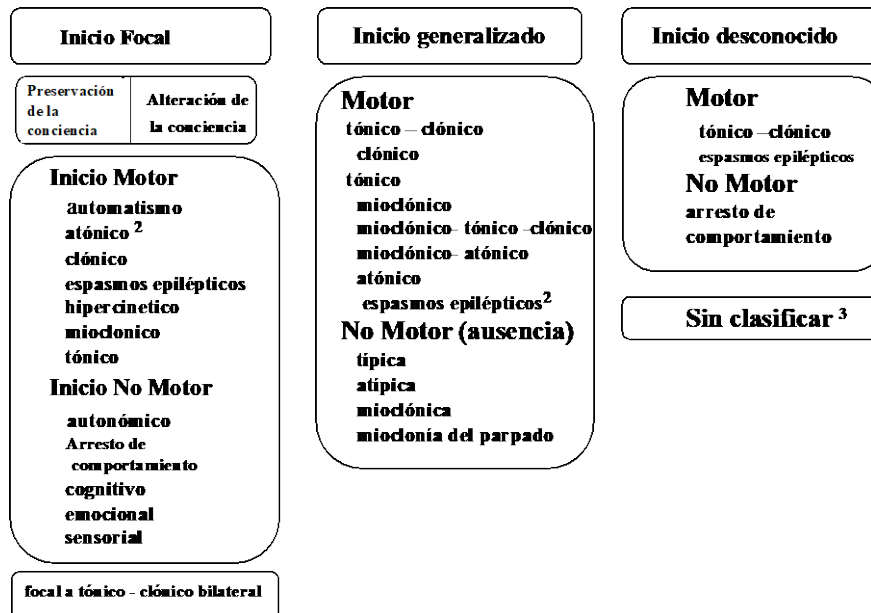 Inicio Focal
Preservación
de la
conciencia
Alteración de
la conciencia
Inicio Motor
automatismo
atónico ²
clónico
espasmos epilépticos
hipercinetico
mioclonico
tónico
Inicio No Motor
autonómico
Arresto de
comportamiento
cognitivo
emocional
sensorial
focal a tónico - clónico bilateral
Inicio generalizado
Motor
tónico – clónico
clónico
tónico
mioclónico
mioclónico- tónico -clónico
mioclónico- atónico
atónico
espasmos epilépticos²
No Motor (ausencia)
típica
atípica
mioclónica
mioclonía del parpado
Inicio desconocido
Motor
tónico –clónico
espasmos epilépticos
No Motor
arresto de
comportamiento
Sin clasificar ³